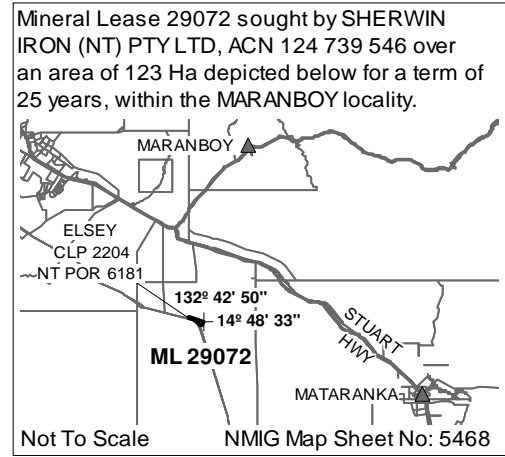 Mineral Lease 29072 sought by SHERWIN
IRON (NT) PTY LTD, ACN 124 739 546 over
an area of 123 Ha depicted below for a term of
25 years, within the MARANBOY locality.
MARANBOY
ELSEY
CLP 2204
NT POR 6181
132º 42' 50"
14º 48' 33"
ML 29072
STUART
HWY
MATARANKA
Not To Scale
NMIG Map Sheet No: 5468